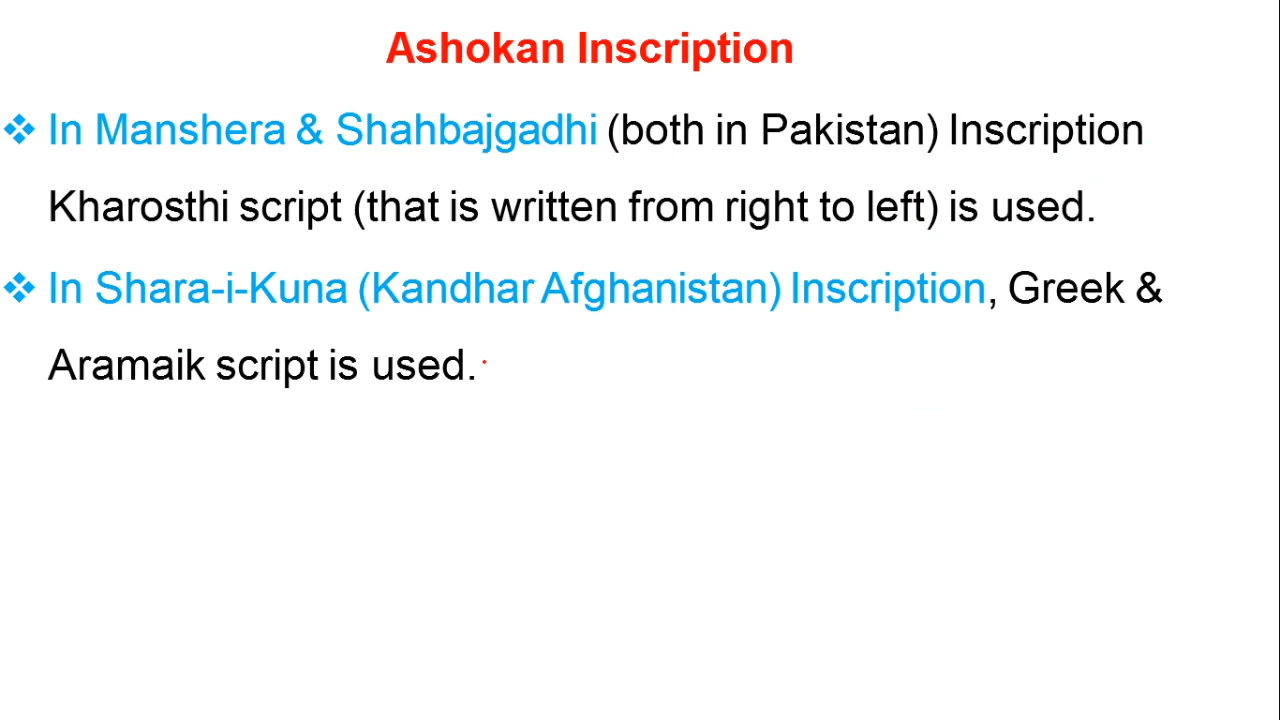 Ashokan Inscription
❖ In Manshera & Shahbajgadhi (both in Pakistan) Inscription
Kharosthi script (that is written from right to left) is used.
❖ In Shara-i-Kuna (Kandhar Afghanistan) Inscription, Greek &
Aramaik script is used.